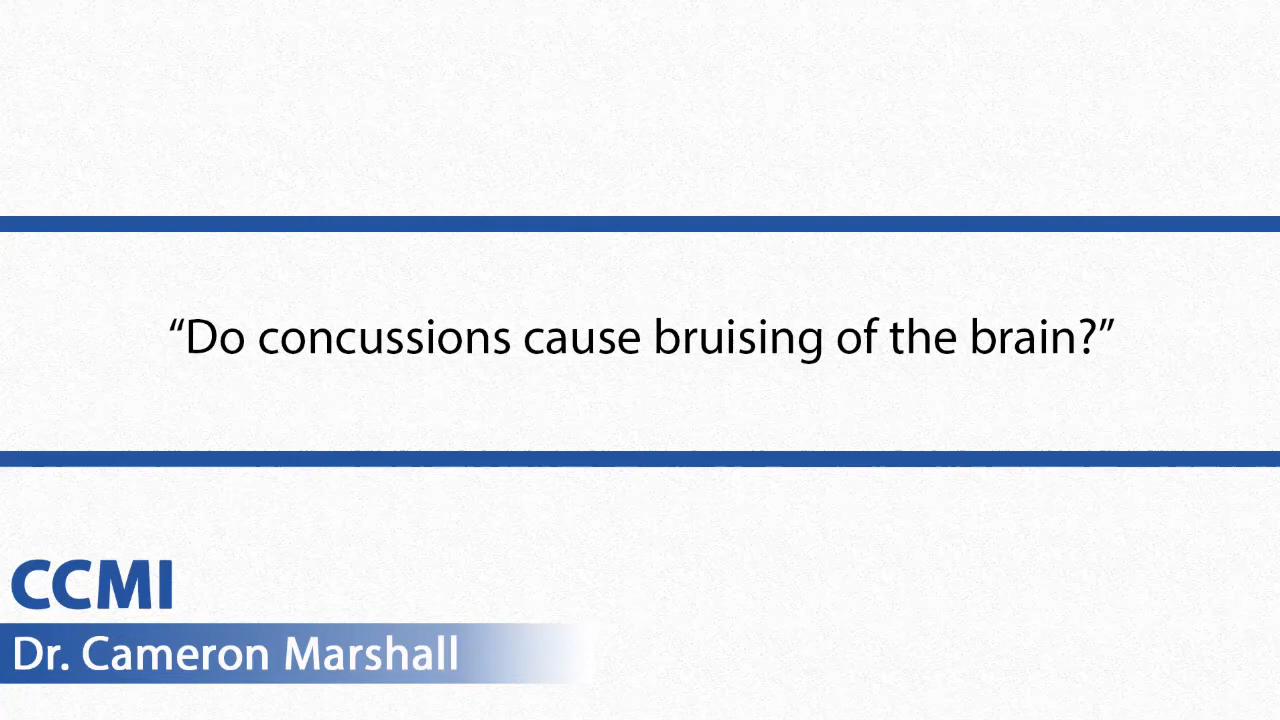 “Do concussions cause bruising of the brain?”
CCMI
Dr. Cameron Marshall